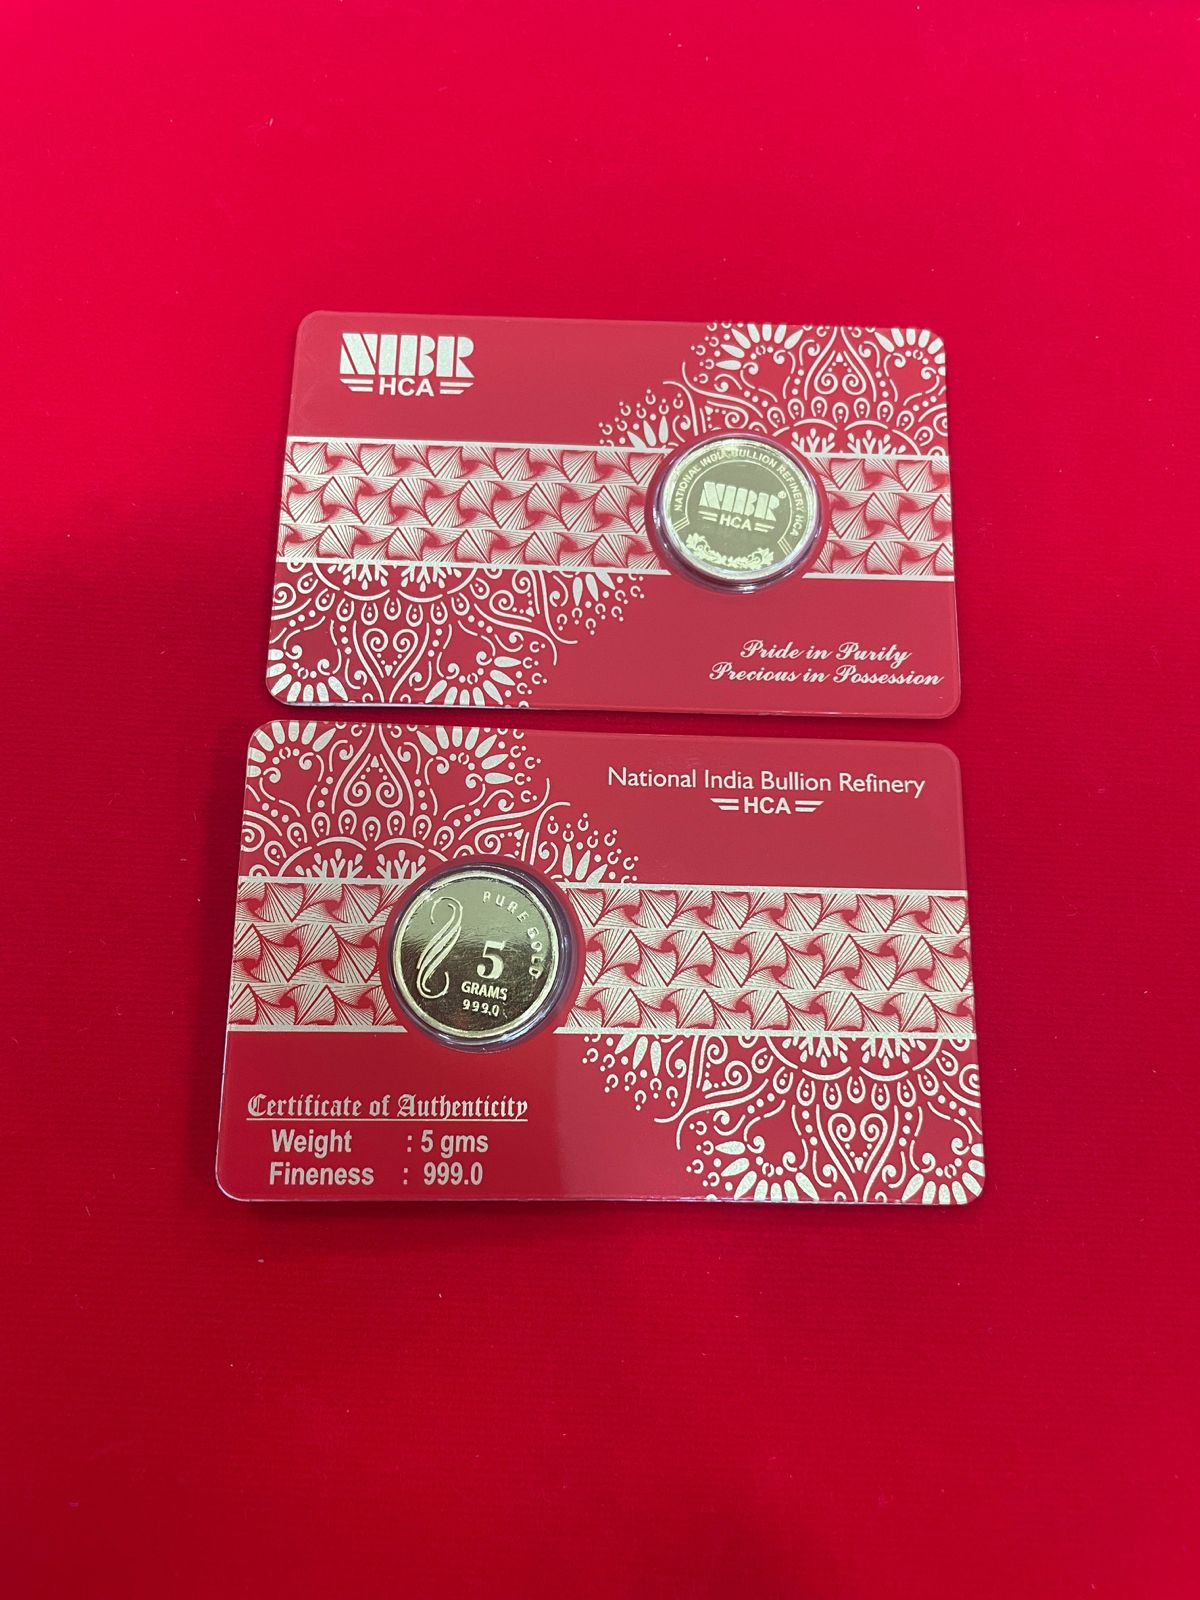 NIBR
HCA
NATIONAL INDIA BULLION REFINERY HCA
NIBR®
HCA
Pride in Purity
Precious in Possession
National India Bullion Refinery
HCA
PURE GOLD
5
GRAMS
999.0
Certificate of Authenticity
Weight : 5 gms
Fineness : 999.0